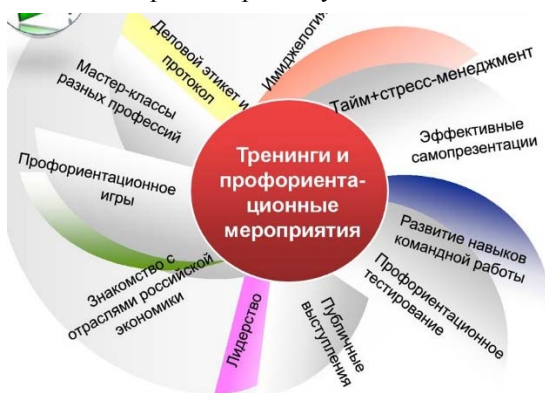 Тренинги и
профориента-
ционные
мероприятия
Деловой этикет и
протокол
Имиджелогия
Тайм+стресс-менеджмент
Эффективные
самопрезентации
Развитие навыков
командной работы
Профориентационное
тестирование
Публичные
выступления
Лидерство
Знакомство с
отраслями российской
экономики
Профориентационное
игры
Мастер-классы
разных профессий